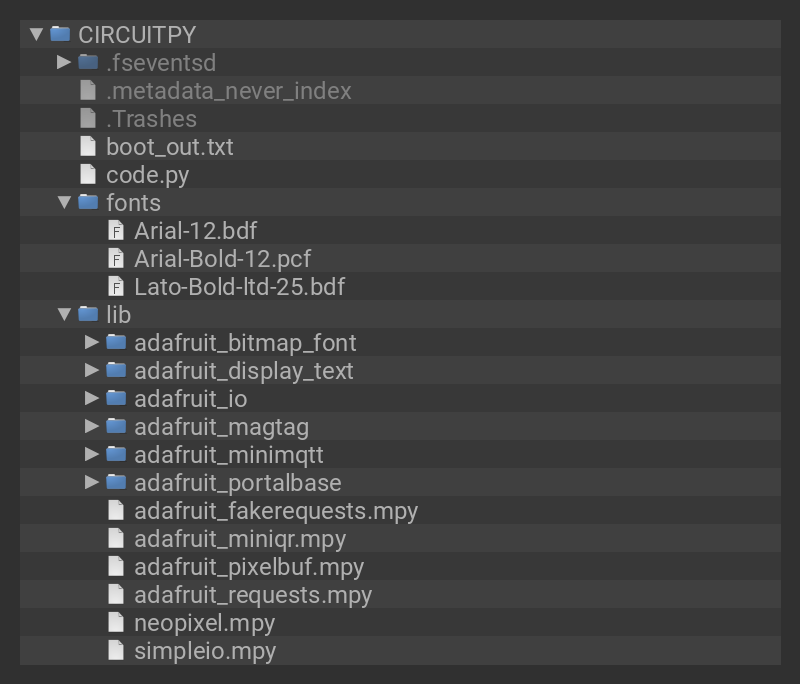 CIRCUITPY
.fseventsd
.metadata_never_index
.Trashes
boot_out.txt
code.py
fonts
Arial-12.bdf
Arial-Bold-12.pcf
Lato-Bold-ltd-25.bdf
lib
adafruit_bitmap_font
adafruit_display_text
adafruit_io
adafruit_magtag
adafruit_minimqtt
adafruit_portalbase
adafruit_fakerequests.mpy
adafruit_miniqr.mpy
adafruit_pixelbuf.mpy
adafruit_requests.mpy
neopixel.mpy
simpleio.mpy